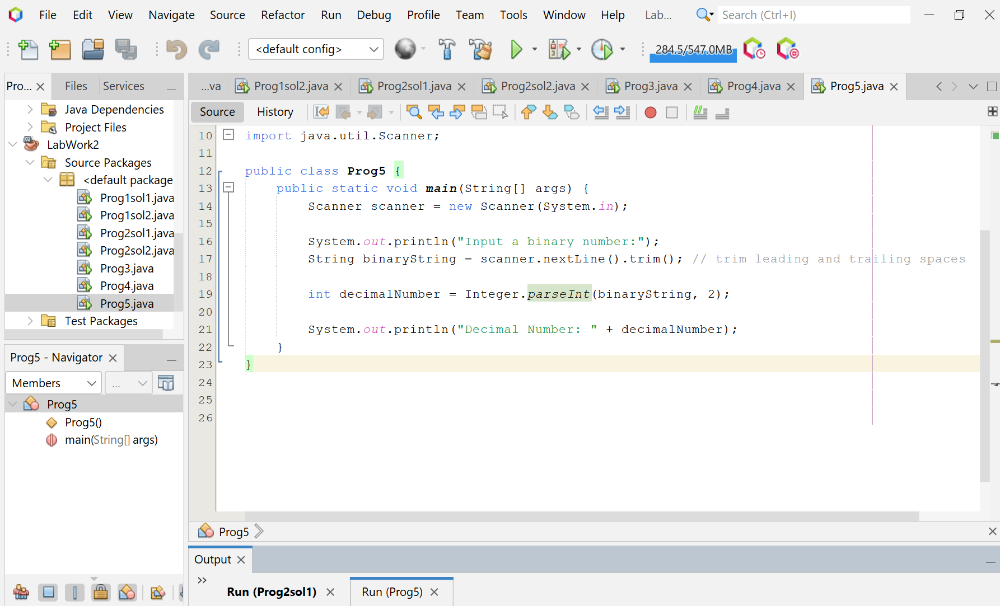 File Edit View Navigate Source Refactor Run Debug Profile Team Tools Window Help Lab... Search (Ctrl+I)
<default config> 284.5/547.0MB
Pro... Files Services
...va Prog1sol2.java Prog2sol1.java Prog2sol2.java Prog3.java Prog4.java Prog5.java
Source History
Java Dependencies
Project Files
LabWork2
Source Packages
<default package
Prog1sol1.java
Prog1sol2.java
Prog2sol1.java
Prog2sol2.java
Prog3.java
Prog4.java
Prog5.java
Test Packages
Prog5 - Navigator
Members ...
Prog5
Prog5()
main(String[] args)
10 import java.util.Scanner;
11
12 public class Prog5 {
13 public static void main(String[] args) {
14 Scanner scanner = new Scanner(System.in);
15
16 System.out.println("Input a binary number:");
17 String binaryString = scanner.nextLine().trim(); // trim leading and trailing spaces
18
19 int decimalNumber = Integer.parseInt(binaryString, 2);
20
21 System.out.println("Decimal Number: " + decimalNumber);
22 }
23 }
24
25
26
Prog5
Output
Run (Prog2sol1) Run (Prog5)